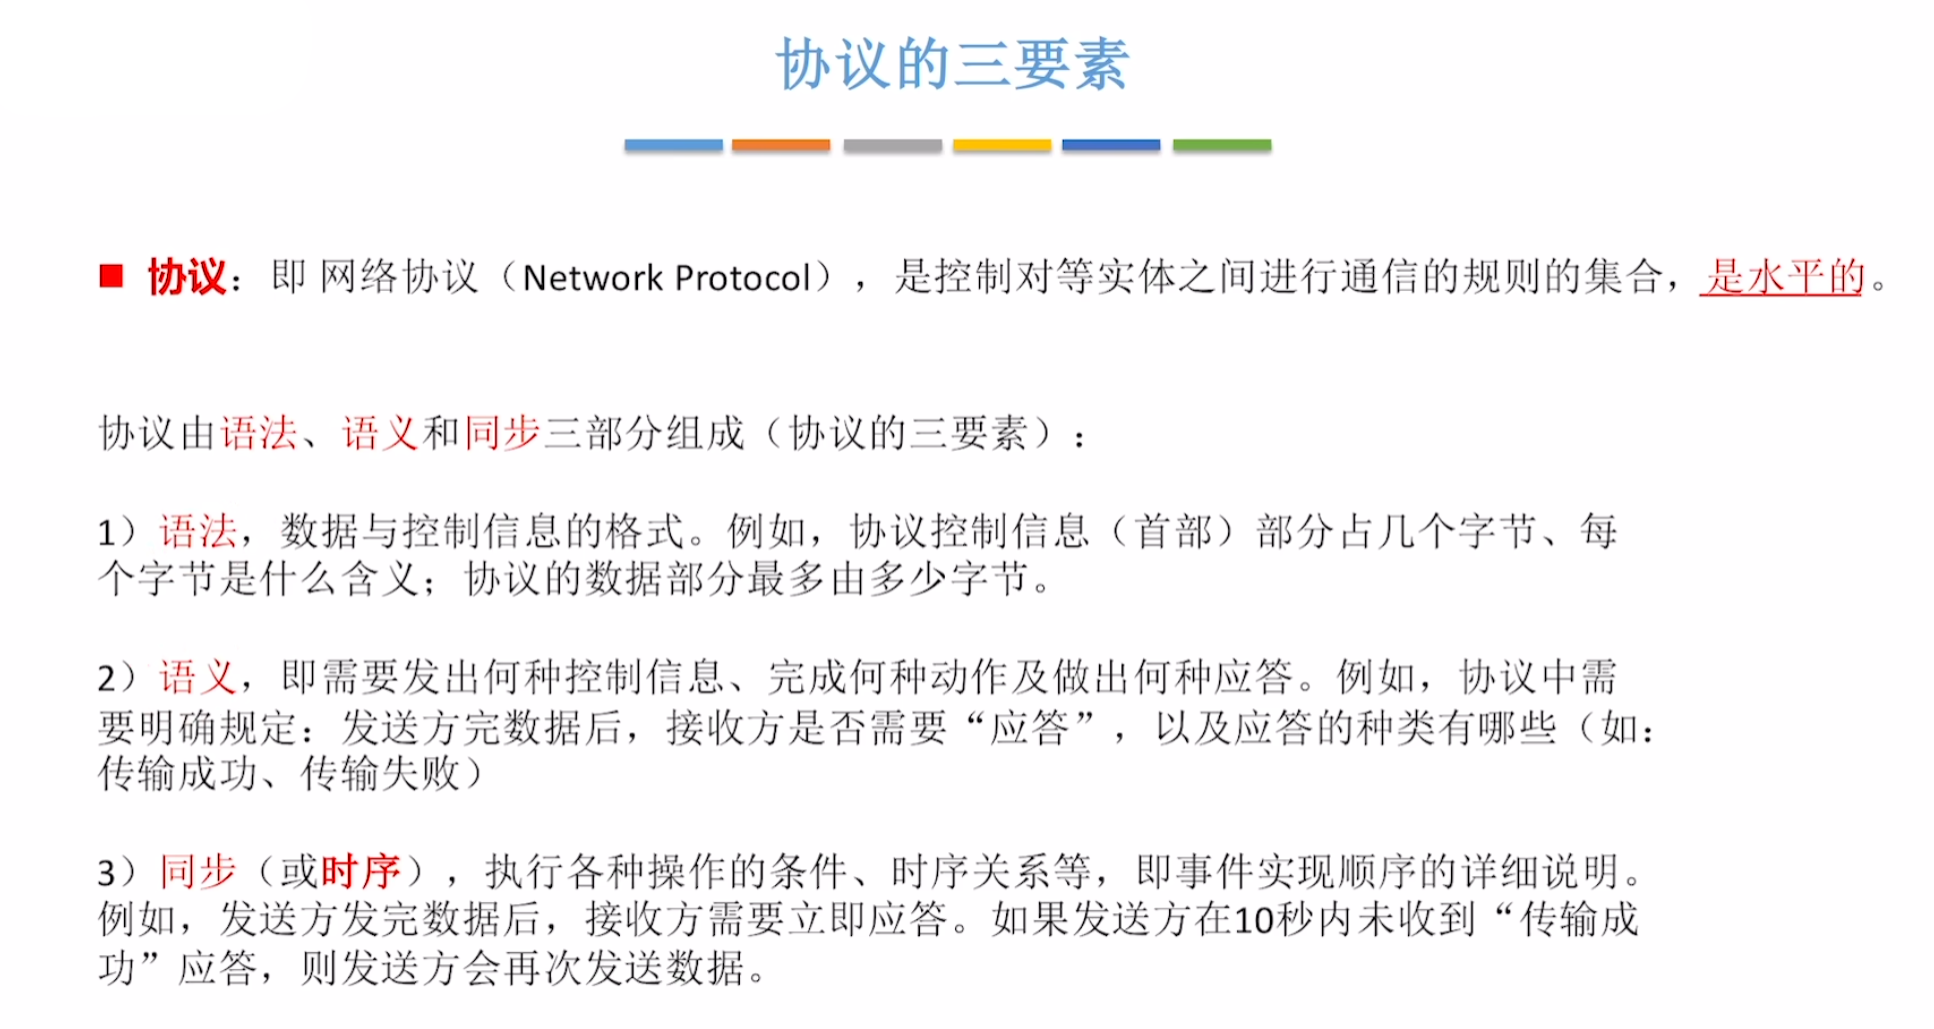 协议的三要素
■ 协议：即 网络协议（Network Protocol），是控制对等实体之间进行通信的规则的集合，是水平的。
协议由语法、语义和同步三部分组成（协议的三要素）：
1）语法，数据与控制信息的格式。例如，协议控制信息（首部）部分占几个字节、每
个字节是什么含义；协议的数据部分最多由多少字节。
2）语义，即需要发出何种控制信息、完成何种动作及做出何种应答。例如，协议中需
要明确规定：发送方完数据后，接收方是否需要“应答”，以及应答的种类有哪些（如：
传输成功、传输失败）
3）同步（或时序），执行各种操作的条件、时序关系等，即事件实现顺序的详细说明。
例如，发送方发完数据后，接收方需要立即应答。如果发送方在10秒内未收到“传输成
功”应答，则发送方会再次发送数据。